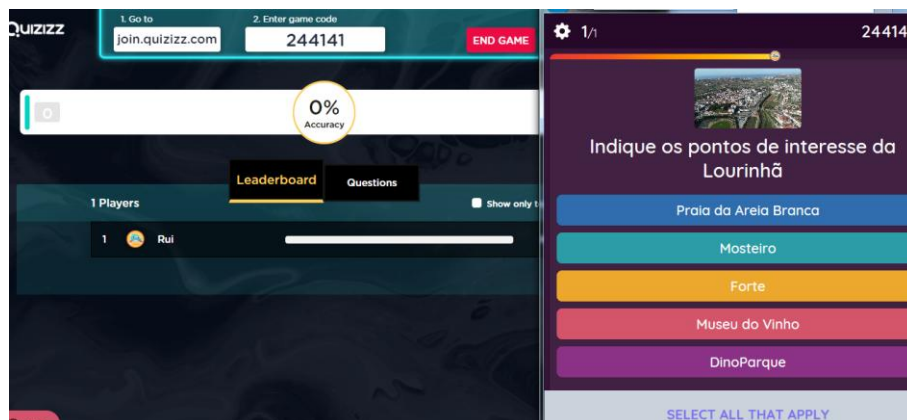 Quizizz
1. Go to
join.quizizz.com
2. Enter game code
244141
END GAME
0
0%
Accuracy
Leaderboard
Questions
1 Players
Show only t
1
Rui
1/1
24414
Indique os pontos de interesse da
Lourinhã
Praia da Areia Branca
Mosteiro
Forte
Museu do Vinho
DinoParque
SELECT ALL THAT APPLY